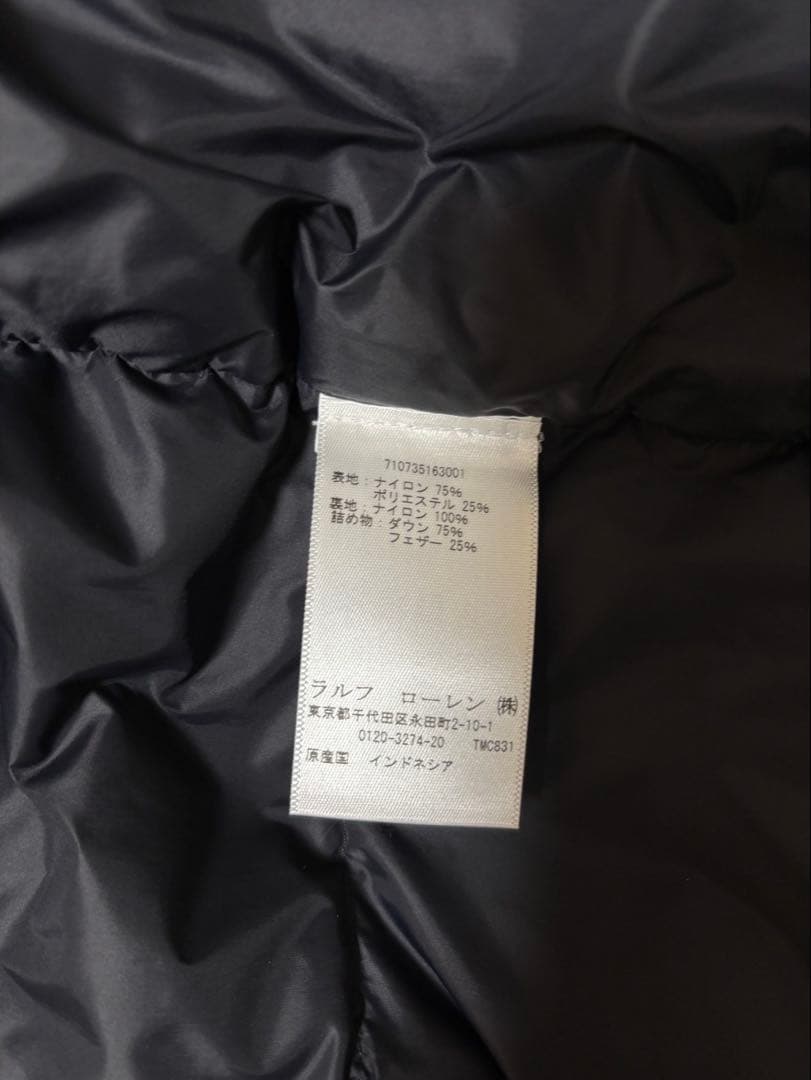 710735163001
表地：ナイロン 75%
ポリエステル 25%
裏地：ナイロン 100%
詰め物：ダウン 75%
フェザー 25%
ラルフ ローレン ㈱
東京都千代田区永田町2-10-1
0120-3274-20 TMC831
原産国 インドネシア